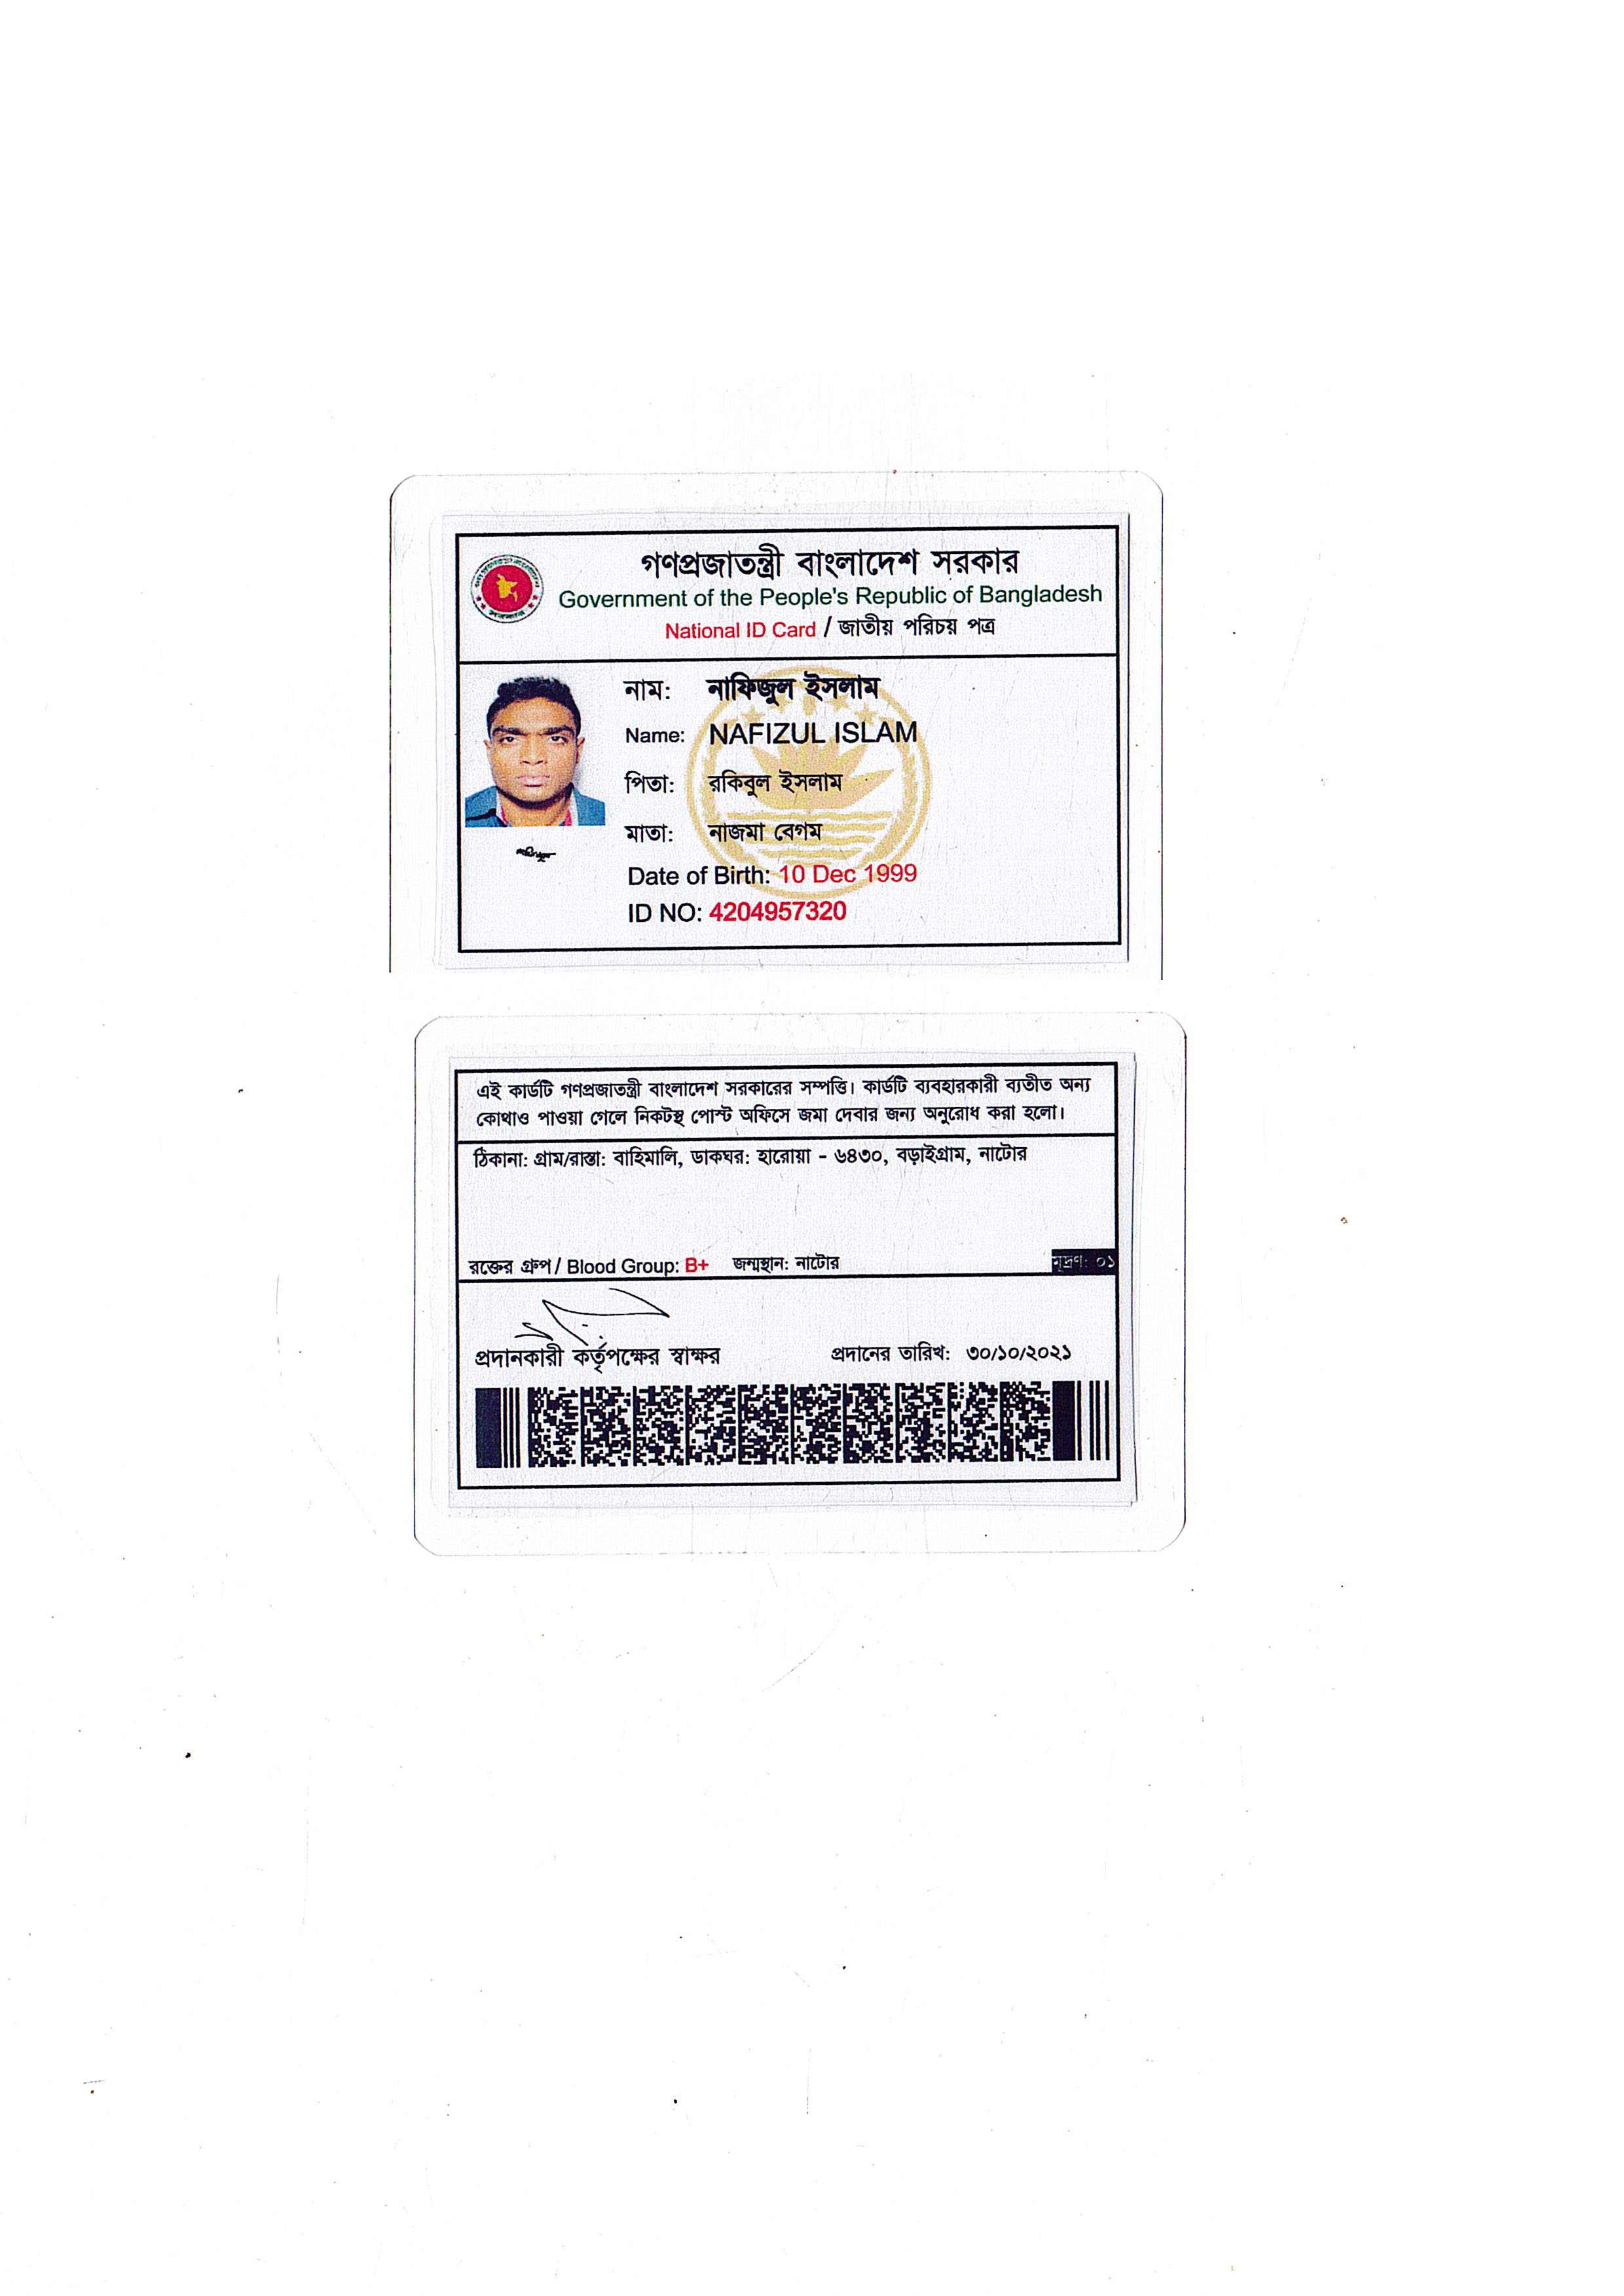 গণপ্রজাতন্ত্রী বাংলাদেশ সরকার
Government of the People's Republic of Bangladesh
National ID Card / জাতীয় পরিচয় পত্র
নাম: নাফিজুল ইসলাম
Name: NAFIZUL ISLAM
পিতা: রকিবুল ইসলাম
মাতা: নাজমা বেগম
Date of Birth: 10 Dec 1999
ID NO: 4204957320
এই কার্ডটি গণপ্রজাতন্ত্রী বাংলাদেশ সরকারের সম্পত্তি। কার্ডটি ব্যবহারকারী ব্যতীত অন্য
কোথাও পাওয়া গেলে নিকটস্থ পোস্ট অফিসে জমা দেবার জন্য অনুরোধ করা হলো।
ঠিকানা: গ্রাম/রাস্তা: বাহিমালি, ডাকঘর: হারোয়া - ৬৪৩০, বড়াইগ্রাম, নাটোর
রক্তের গ্রুপ / Blood Group: B+ জন্মস্থান: নাটোর মুদ্রণ: ০১
প্রদানকারী কর্তৃপক্ষের স্বাক্ষর প্রদানের তারিখ: ৩০/১০/২০২১